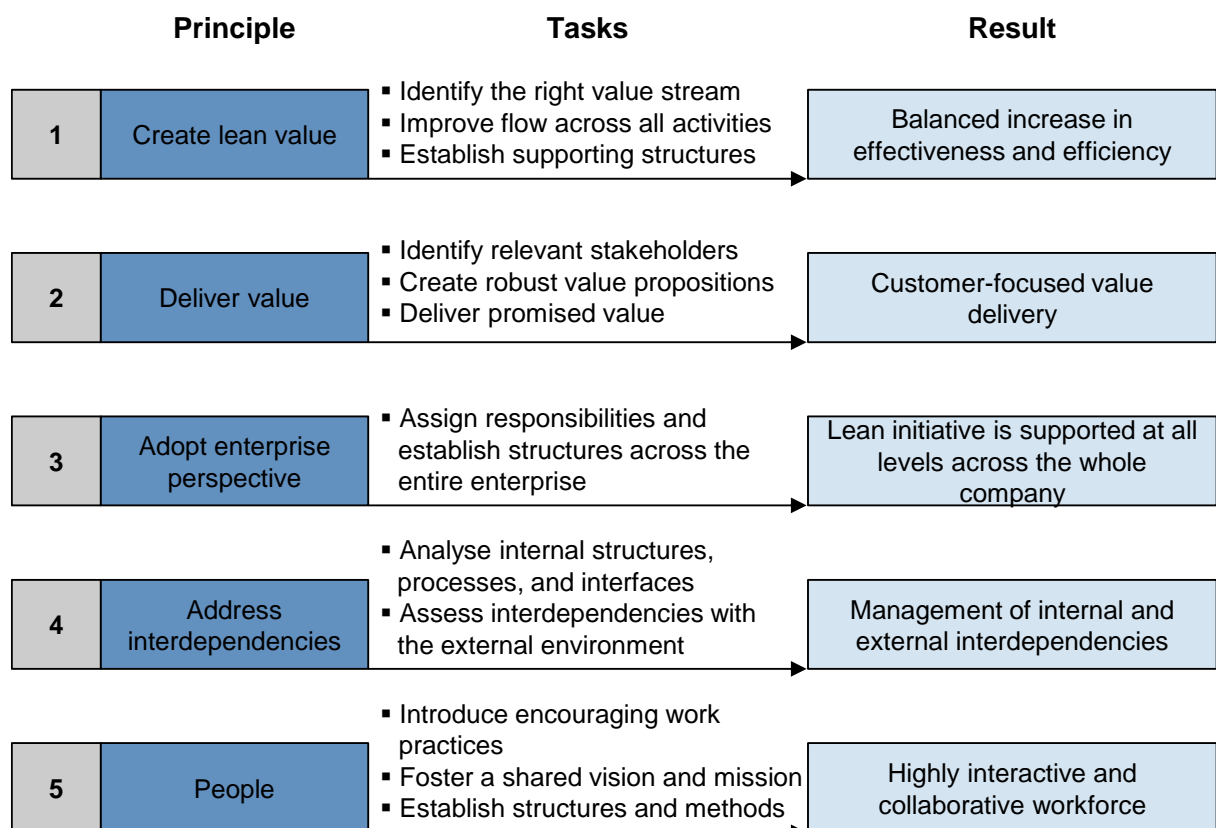 Principle Tasks Result
1
Create lean value
▪ Identify the right value stream
▪ Improve flow across all activities
▪ Establish supporting structures
Balanced increase in
effectiveness and efficiency
2
Deliver value
▪ Identify relevant stakeholders
▪ Create robust value propositions
▪ Deliver promised value
Customer-focused value
delivery
3
Adopt enterprise
perspective
▪ Assign responsibilities and
establish structures across the
entire enterprise
Lean initiative is supported at all
levels across the whole
company
4
Address
interdependencies
▪ Analyse internal structures,
processes, and interfaces
▪ Assess interdependencies with
the external environment
Management of internal and
external interdependencies
5
People
▪ Introduce encouraging work
practices
▪ Foster a shared vision and mission
▪ Establish structures and methods
Highly interactive and
collaborative workforce